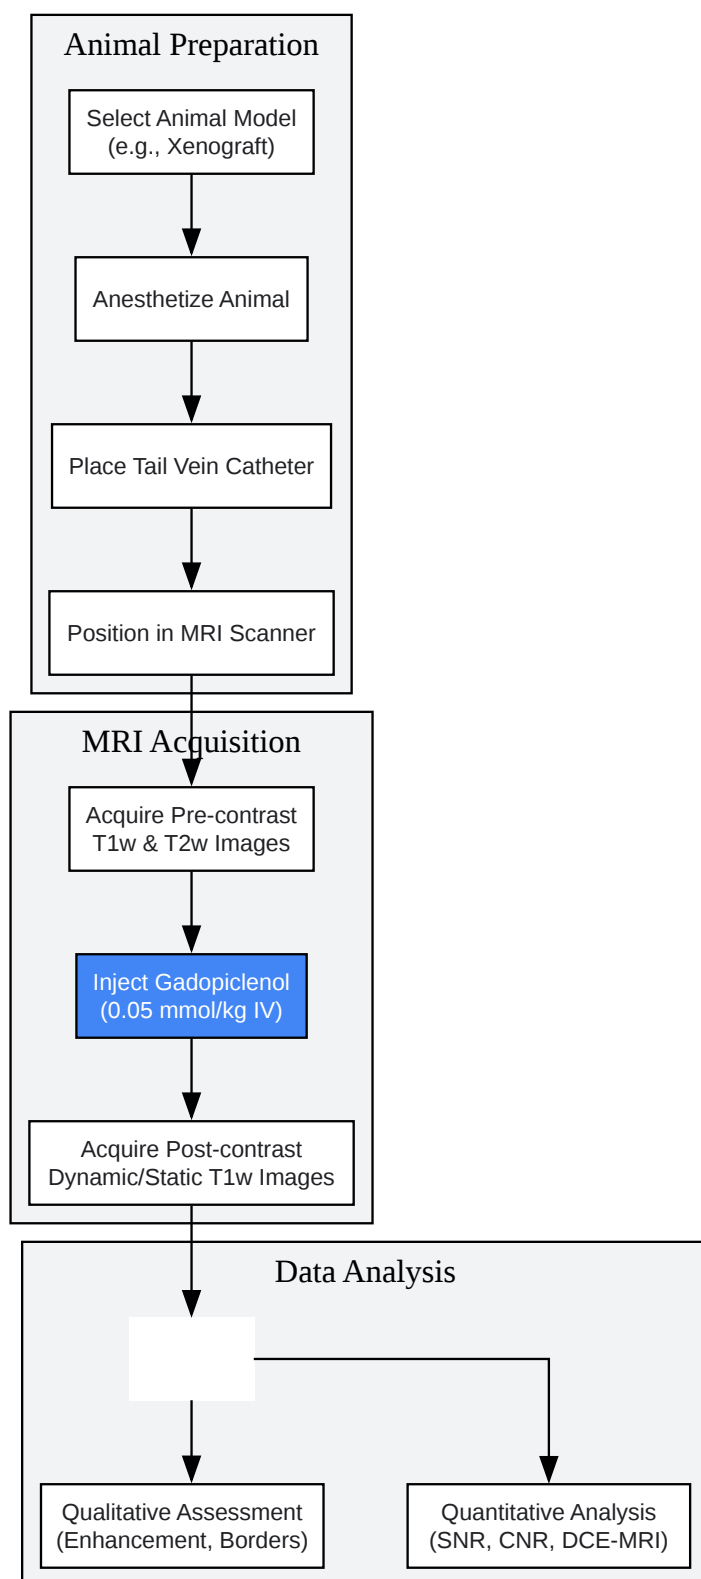 Animal Preparation
Select Animal Model
(e.g., Xenograft)
Anesthetize Animal
Place Tail Vein Catheter
Position in MRI Scanner
MRI Acquisition
Acquire Pre-contrast
T1w & T2w Images
Inject Gadopiclenol
(0.05 mmol/kg IV)
Acquire Post-contrast
Dynamic/Static T1w Images
Data Analysis
Qualitative Assessment
(Enhancement, Borders)
Quantitative Analysis
(SNR, CNR, DCE-MRI)